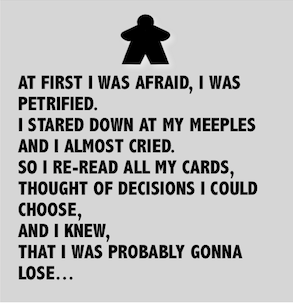 AT FIRST I WAS AFRAID, I WAS
PETRIFIED.
I STARED DOWN AT MY MEEPLES
AND I ALMOST CRIED.
SO I RE-READ ALL MY CARDS,
THOUGHT OF DECISIONS I COULD
CHOOSE,
AND I KNEW,
THAT I WAS PROBABLY GONNA
LOSE...